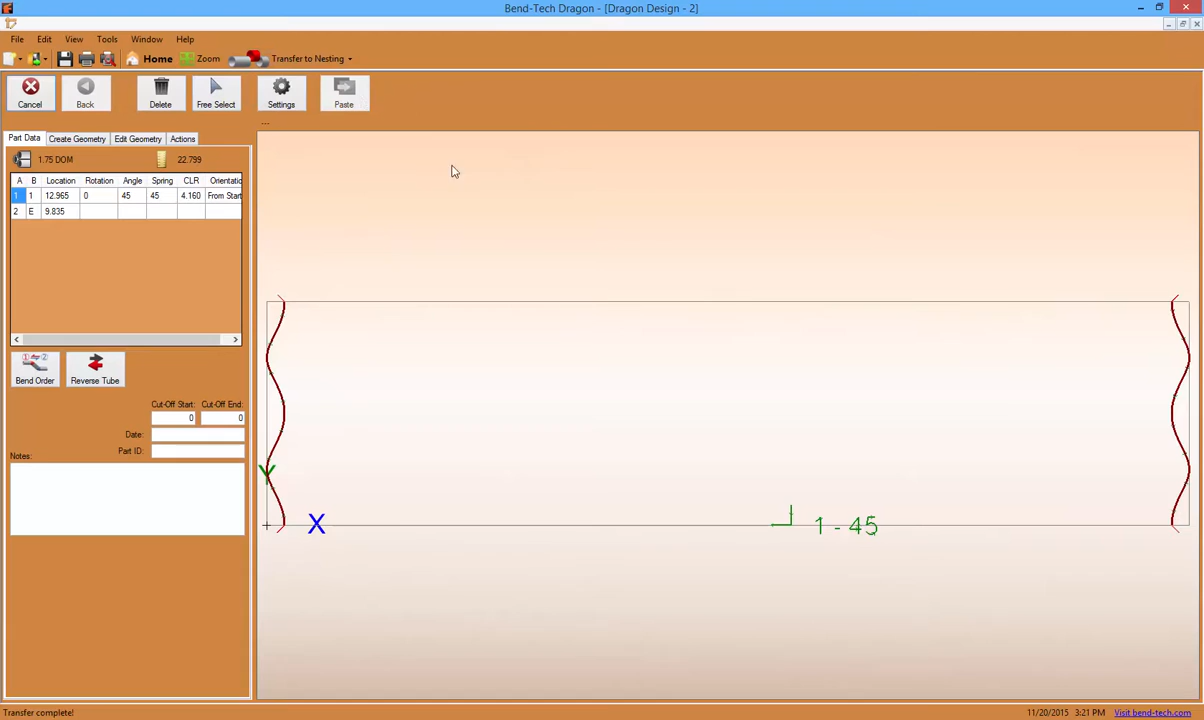 Bend-Tech Dragon - [Dragon Design - 2]
File Edit View Tools Window Help
Home Zoom Transfer to Nesting
Cancel Back Delete Free Select Settings Paste
...
Part Data Create Geometry Edit Geometry Actions
1.75 DOM 22.799
A B Location Rotation Angle Spring CLR Orientatic
1 1 12.965 0 45 45 4.160 From Start
2 E 9.835
1 2
Bend Order Reverse Tube
Cut-Off Start: Cut-Off End:
0 0
Date:
Part ID:
Notes:
Y
X
1 - 45
Transfer complete! 11/20/2015 3:21 PM Visit bend-tech.com